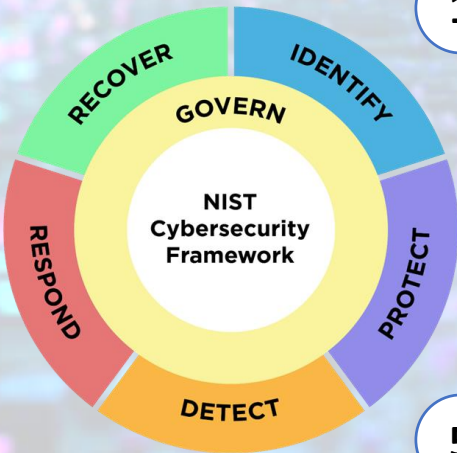 RECOVER
IDENTIFY
GOVERN
NIST
Cybersecurity
Framework
RESPOND
PROTECT
DETECT